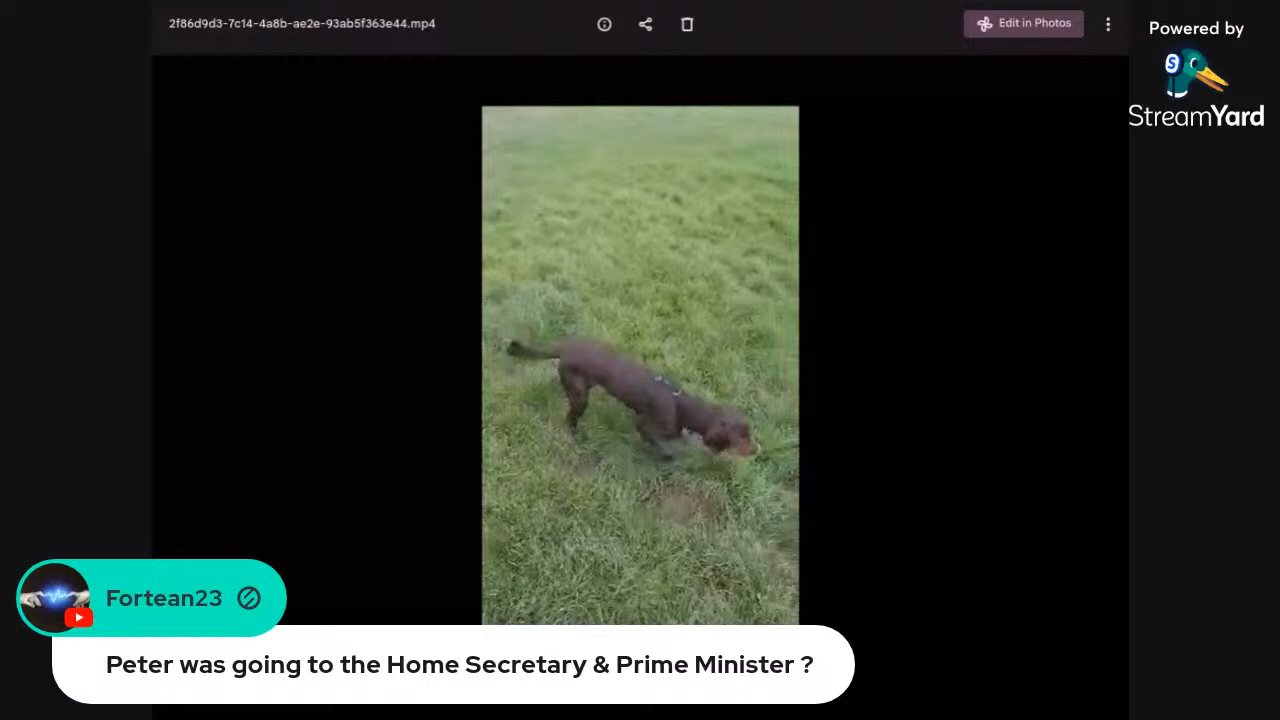 2f86d9d3-7c14-4a8b-ae2e-93ab5f363e44.mp4
Edit in Photos
Powered by
S
StreamYard
Fortean23
Peter was going to the Home Secretary & Prime Minister ?